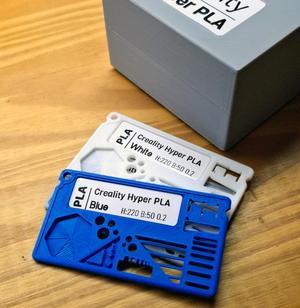 Creality
Hyper PLA
PLA
Creality Hyper PLA
White
H:220 B:50 0.2
PLA
Creality Hyper PLA
Blue
H:220 B:50 0.2